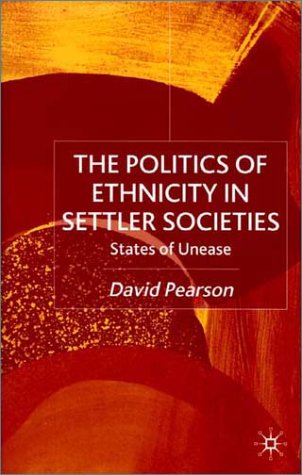 THE POLITICS OF
ETHNICITY IN
SETTLER SOCIETIES
States of Unease
David Pearson